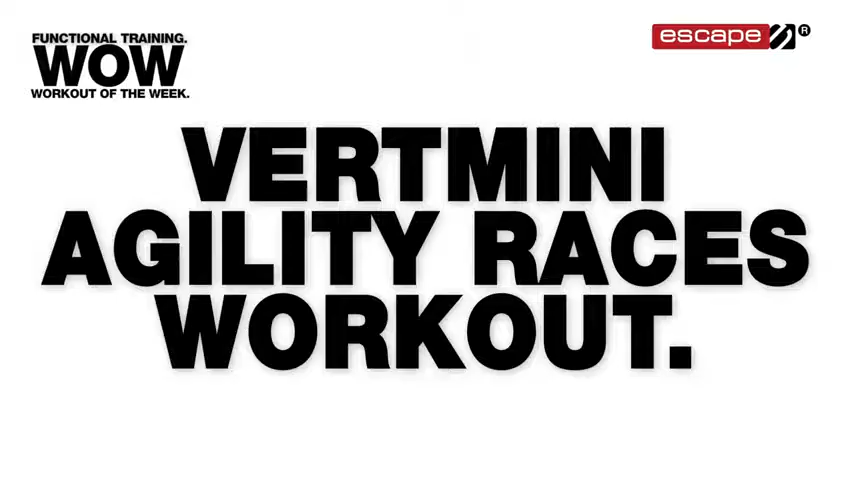 FUNCTIONAL TRAINING.
WOW
WORKOUT OF THE WEEK.
escape ®
VERTMINI
AGILITY RACES
WORKOUT.